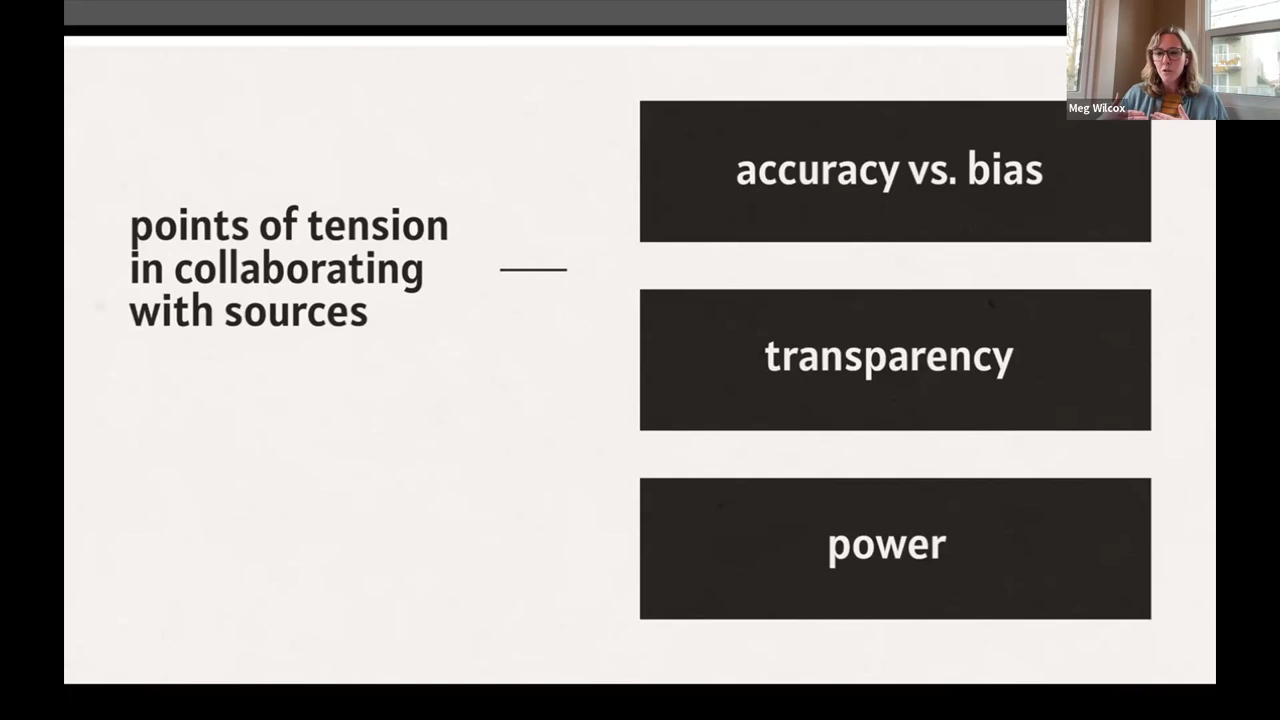 points of tension
in collaborating
with sources
accuracy vs. bias
transparency
power
Meg Wilcox